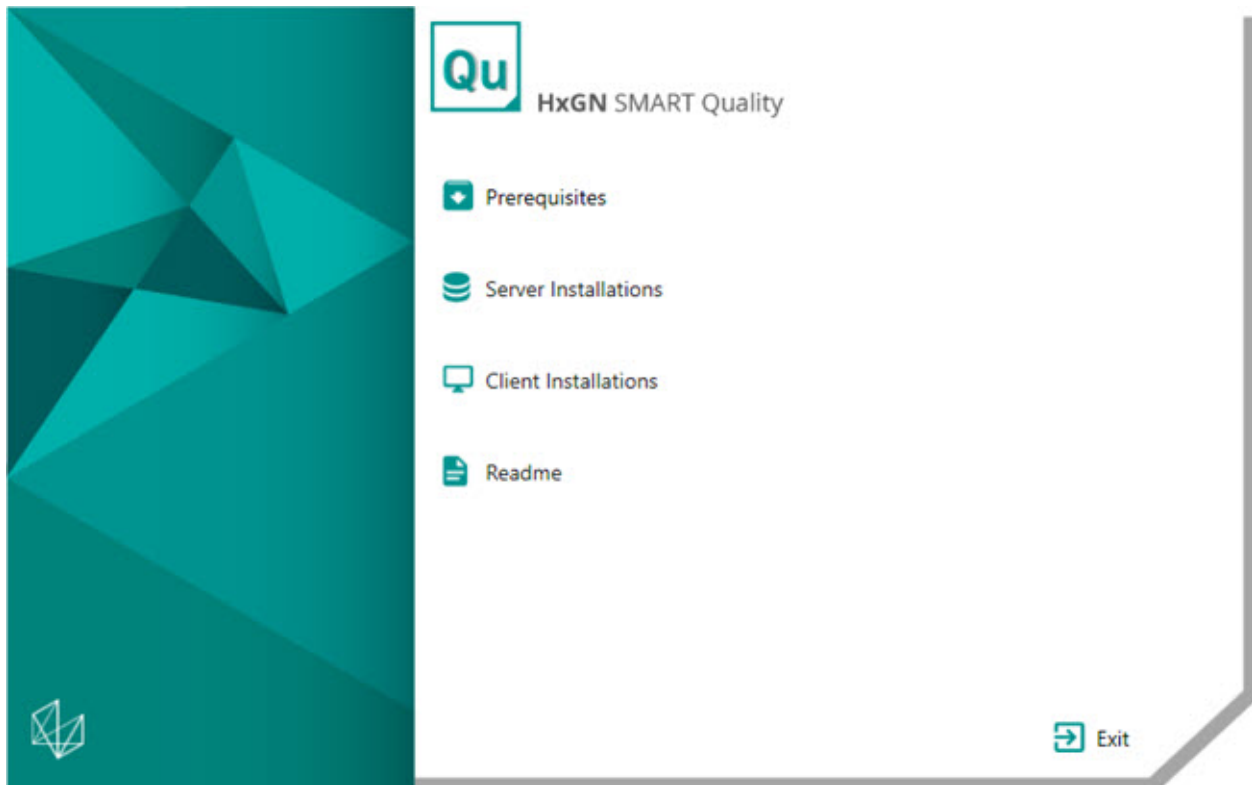 Qu
HxGN SMART Quality
Prerequisites
Server Installations
Client Installations
Readme
Exit